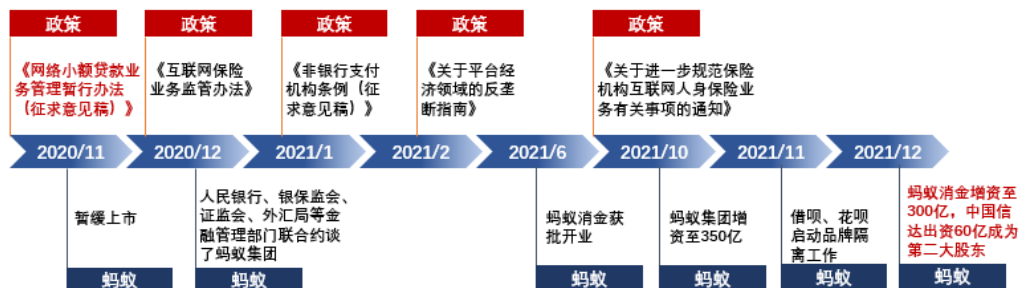 政策
政策
政策
政策
政策
《网络小额贷款业
务管理暂行办法
（征求意见稿）》
《互联网保险
业务监管办法》
《非银行支付
机构条例（征
求意见稿）》
《关于平台经
济领域的反垄
断指南》
《关于进一步规范保险
机构互联网人身保险业
务有关事项的通知》
2020/11
2020/12
2021/1
2021/2
2021/6
2021/10
2021/11
2021/12
暂缓上市
人民银行、银保监会、
证监会、外汇局等金
融管理部门联合约谈
了蚂蚁集团
蚂蚁消金获
批开业
蚂蚁集团增
资至350亿
借呗、花呗
启动品牌隔
离工作
蚂蚁消金增资至
300亿，中国信
达出资60亿成为
第二大股东
蚂蚁
蚂蚁
蚂蚁
蚂蚁
蚂蚁
蚂蚁